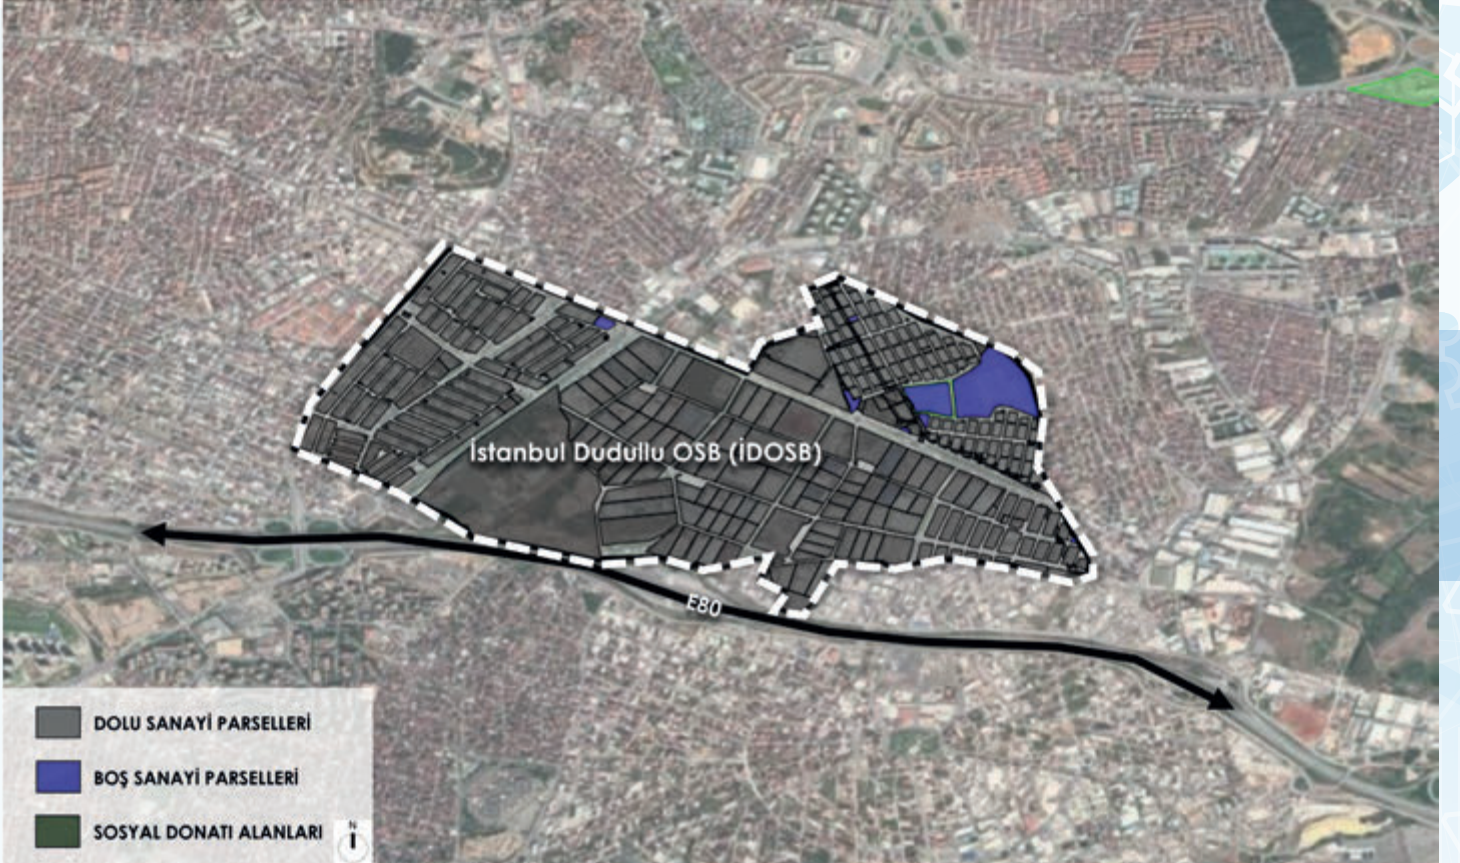 İstanbul Dudullu OSB (İDOSB)
E80
DOLU SANAYİ PARSELLERİ
BOŞ SANAYİ PARSELLERİ
SOSYAL DONATI ALANLARI
N